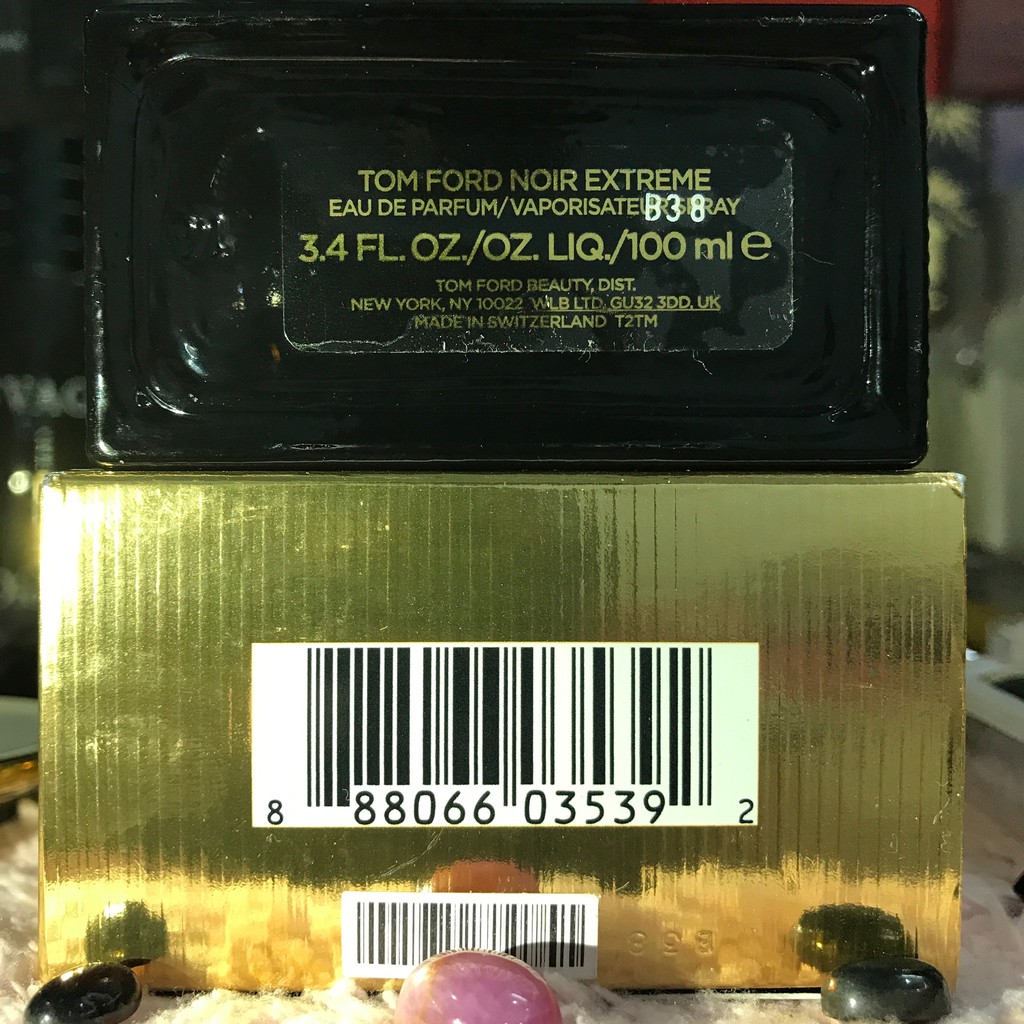 TOM FORD NOIR EXTREME
EAU DE PARFUM/VAPORISATEUR SPRAY
B38
3.4 FL. OZ./OZ. LIQ./100 ml e
TOM FORD BEAUTY, DIST.
NEW YORK, NY 10022 WLB LTD, GU32 3DD, UK
MADE IN SWITZERLAND T2TM
8 88066 03539 2
B38